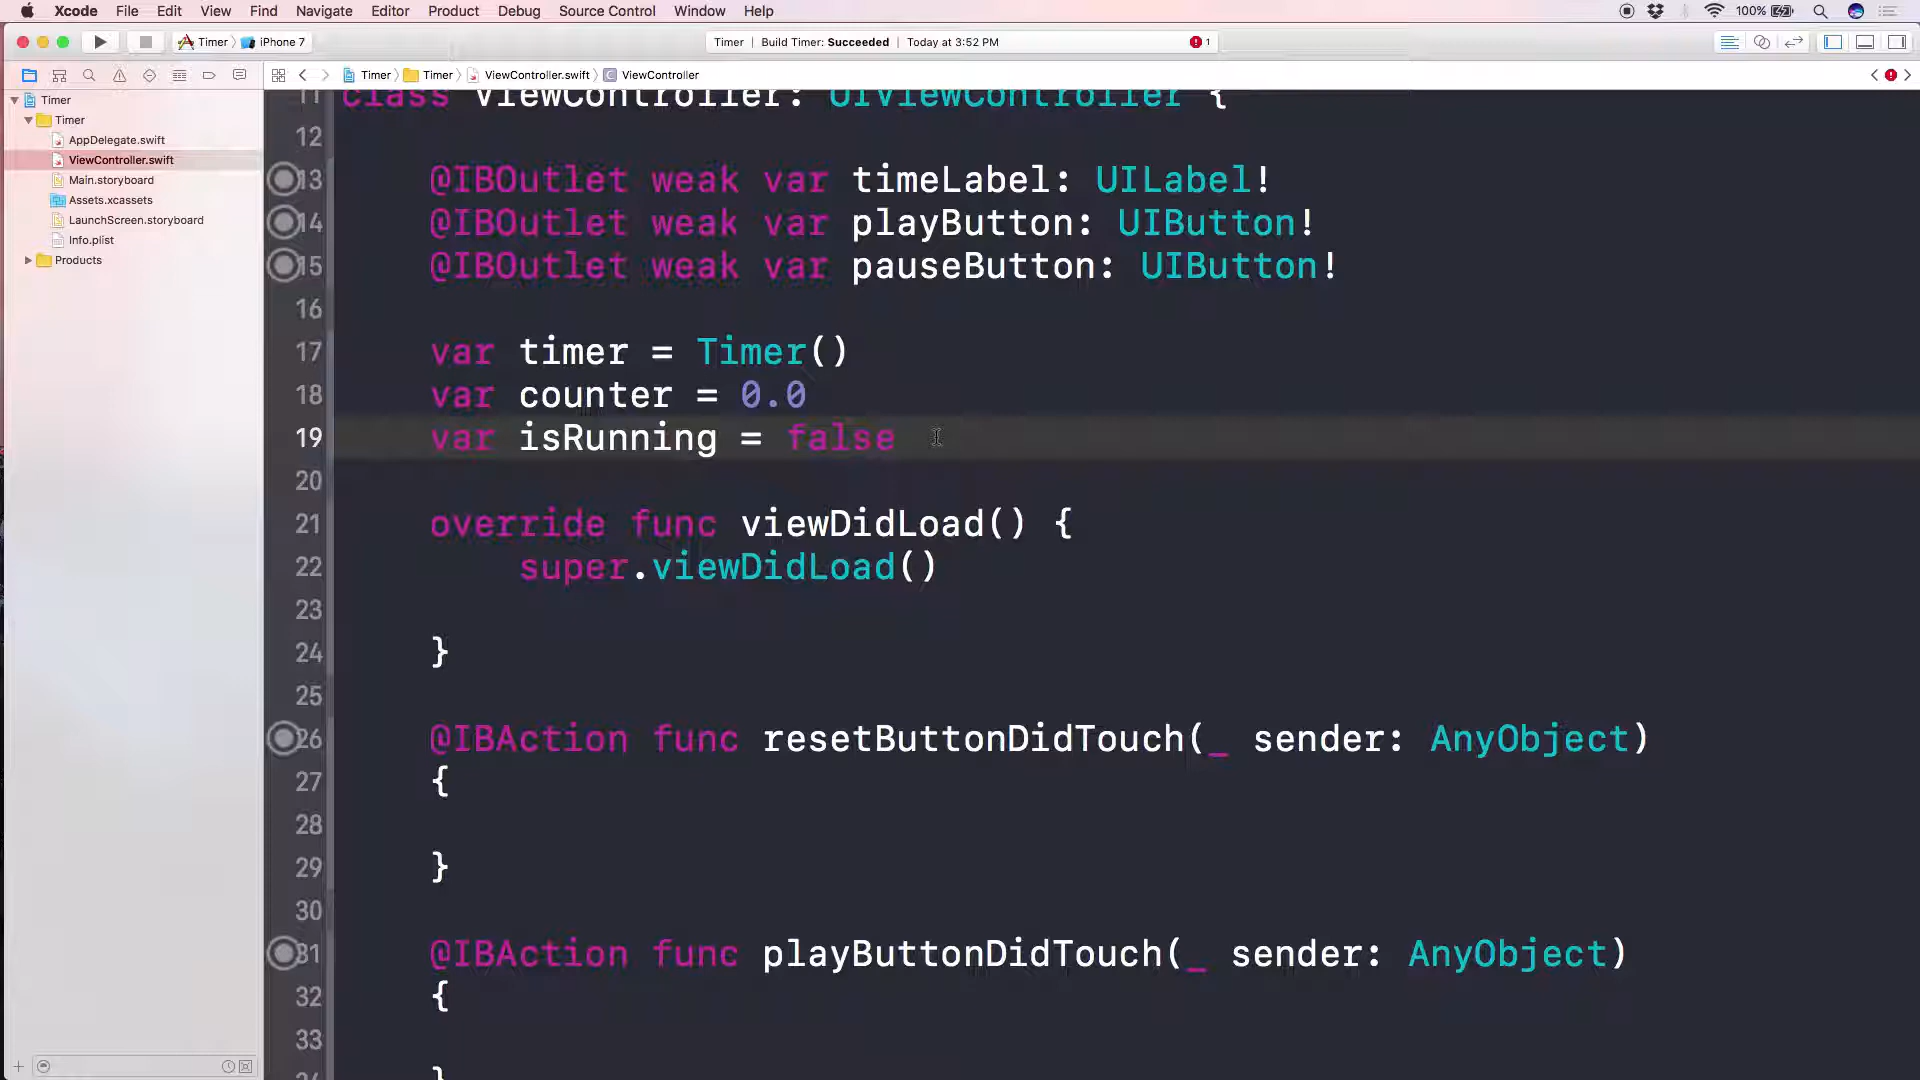 Xcode File Edit View Find Navigate Editor Product Debug Source Control Window Help 100%
Timer iPhone 7 Timer | Build Timer: Succeeded | Today at 3:52 PM 1
Timer Timer ViewController.swift C ViewController
Timer
Timer
AppDelegate.swift
ViewController.swift
Main.storyboard
Assets.xcassets
LaunchScreen.storyboard
Info.plist
Products
11 class ViewController: UIViewController {
12
13 @IBOutlet weak var timeLabel: UILabel!
14 @IBOutlet weak var playButton: UIButton!
15 @IBOutlet weak var pauseButton: UIButton!
16
17 var timer = Timer()
18 var counter = 0.0
19 var isRunning = false
20
21 override func viewDidLoad() {
22 super.viewDidLoad()
23
24 }
25
26 @IBAction func resetButtonDidTouch(_ sender: AnyObject)
27 {
28
29 }
30
31 @IBAction func playButtonDidTouch(_ sender: AnyObject)
32 {
33
34 }